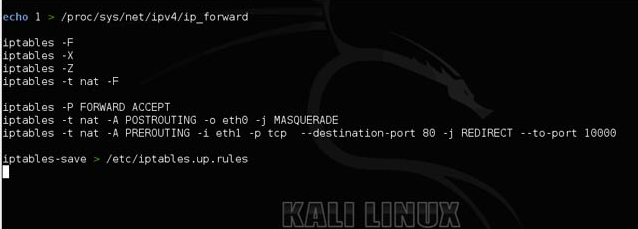 echo 1 > /proc/sys/net/ipv4/ip_forward
iptables -F
iptables -X
iptables -Z
iptables -t nat -F
iptables -P FORWARD ACCEPT
iptables -t nat -A POSTROUTING -o eth0 -j MASQUERADE
iptables -t nat -A PREROUTING -i eth1 -p tcp  --destination-port 80 -j REDIRECT --to-port 10000
iptables-save > /etc/iptables.up.rules
KALI LINUX